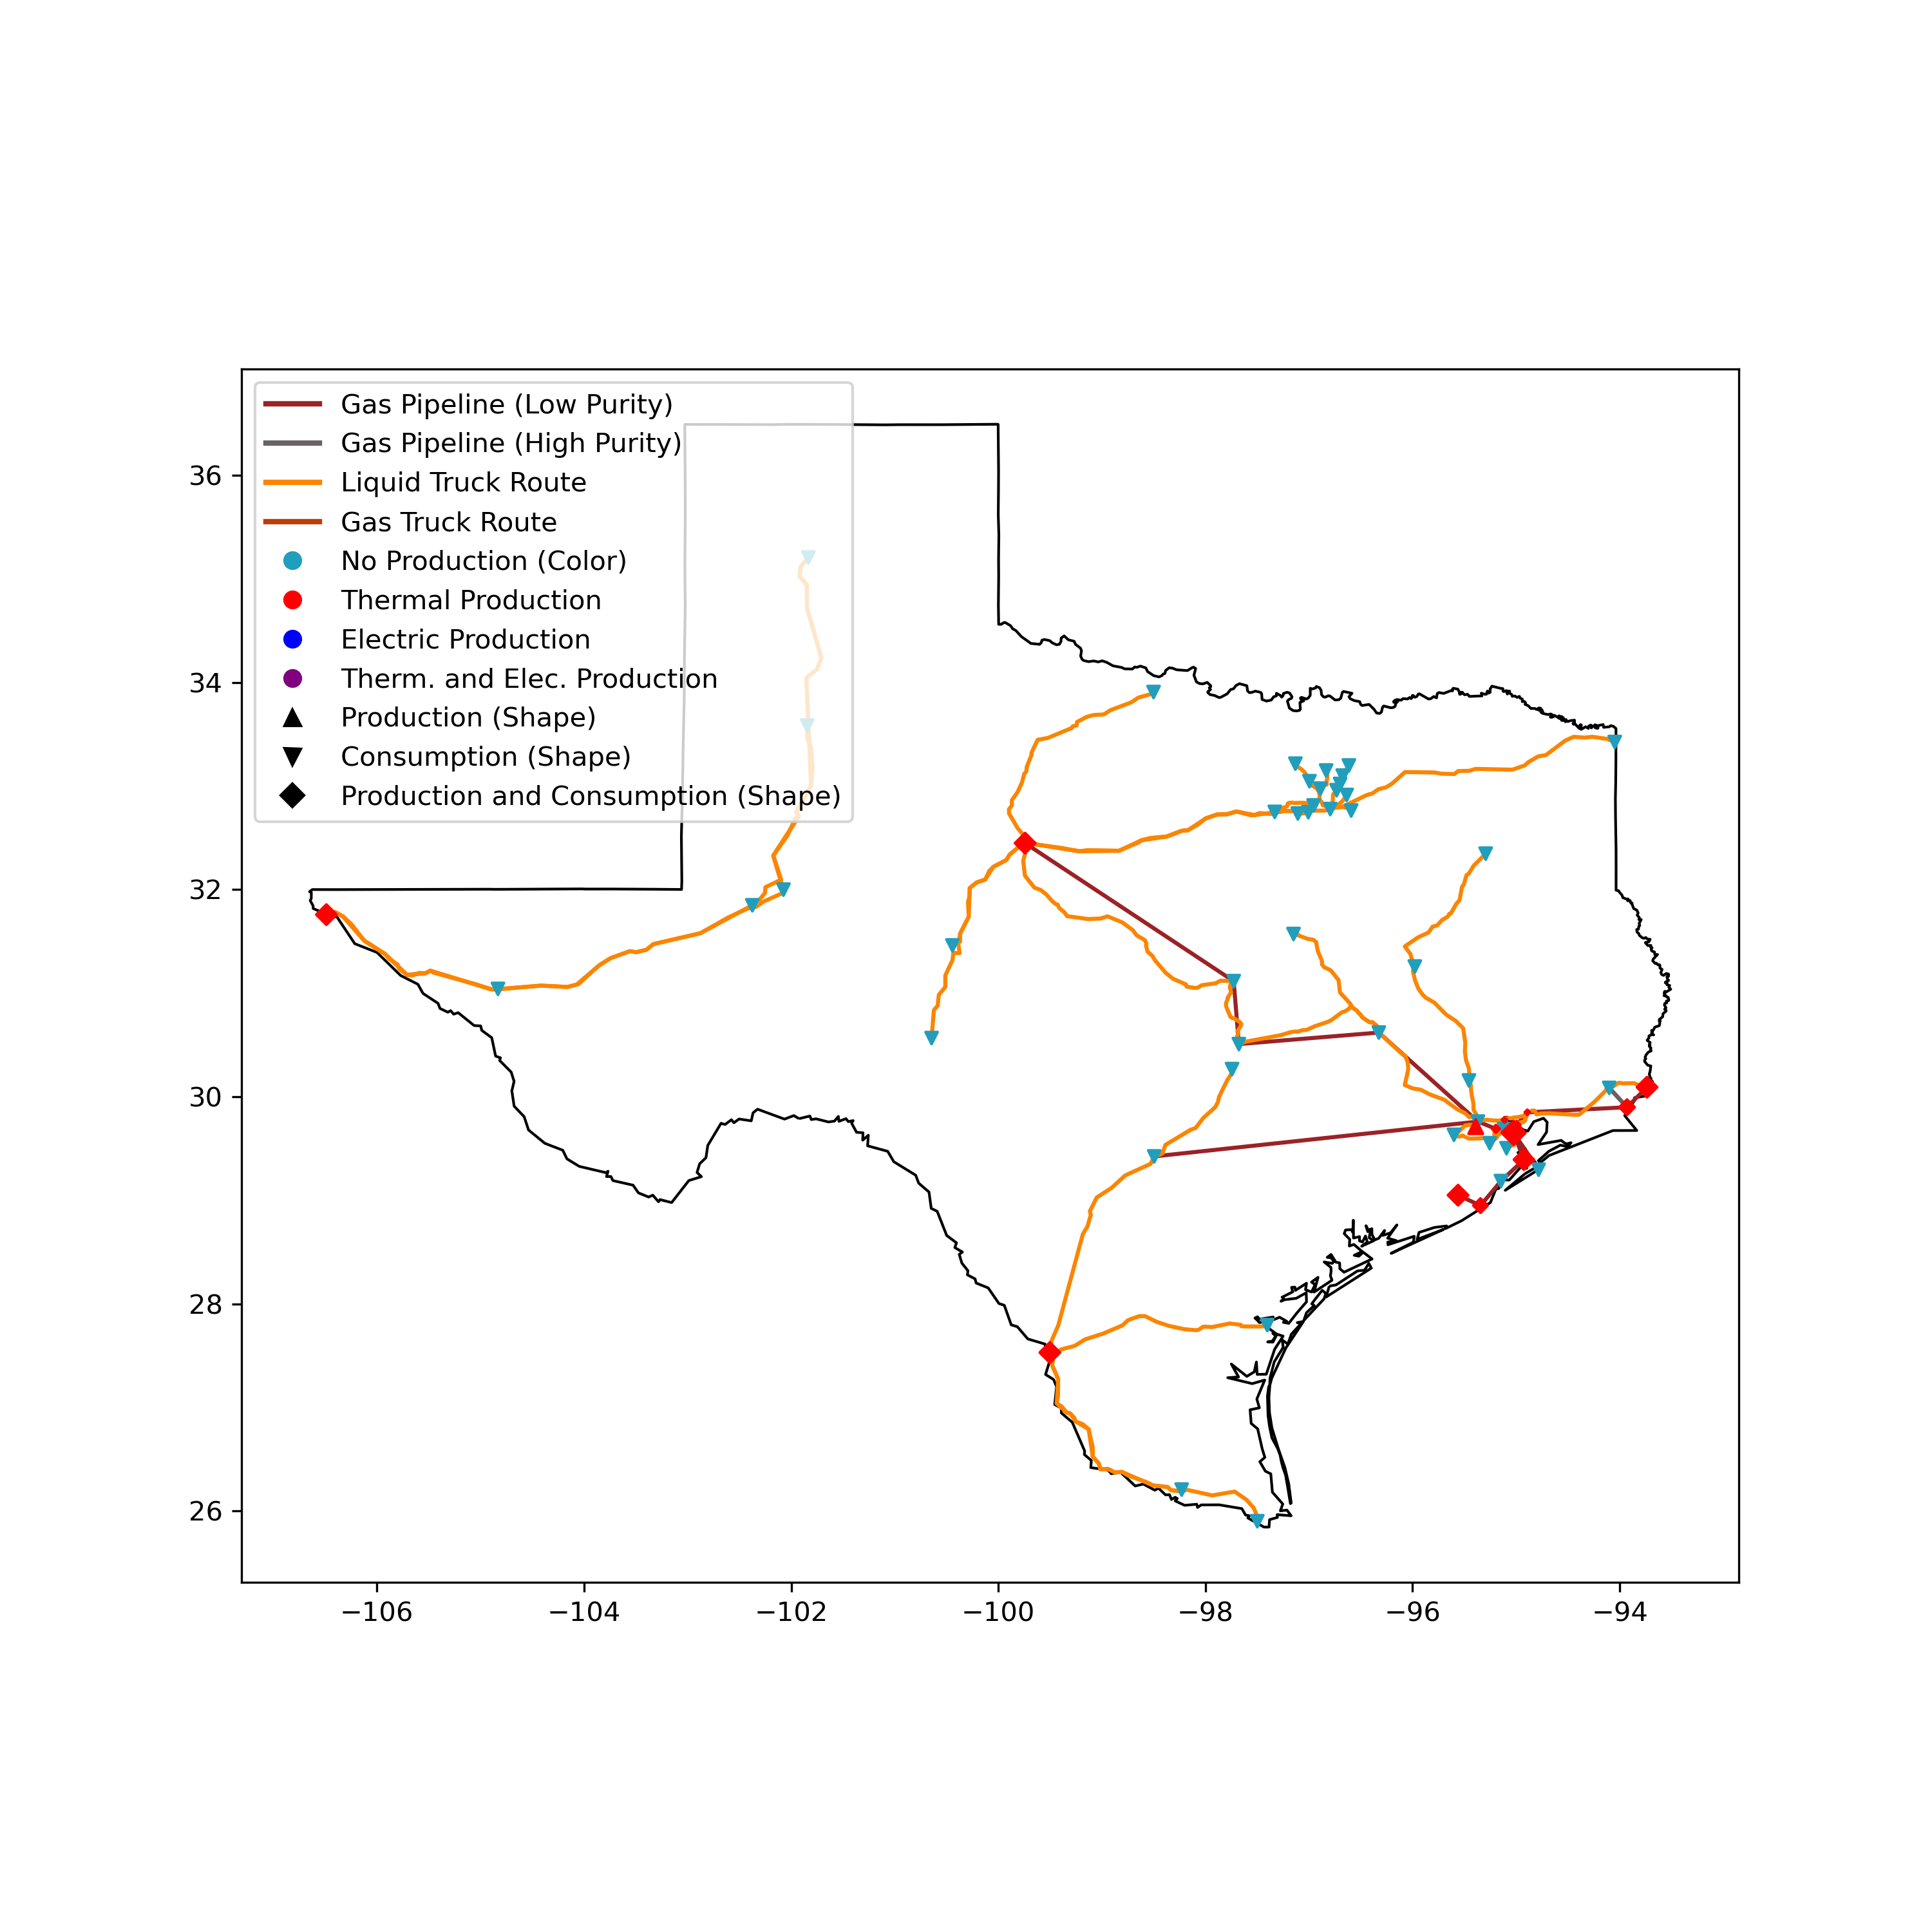 Gas Pipeline (Low Purity)
Gas Pipeline (High Purity)
Liquid Truck Route
Gas Truck Route
No Production (Color)
Thermal Production
Electric Production
Therm. and Elec. Production
Production (Shape)
Consumption (Shape)
Production and Consumption (Shape)
36
34
32
30
28
26
−106 −104 −102 −100 −98 −96 −94